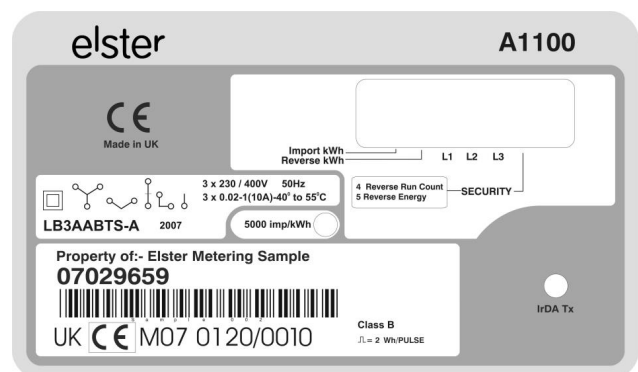 elster
A1100
CE
Made in UK
Import kWh
Reverse kWh
L1 L2 L3
4 Reverse Run Count
5 Reverse Energy
SECURITY
3 x 230 / 400V 50Hz
3 x 0.02-1(10A)-40° to 55°C
LB3AABTS-A 2007
5000 imp/kWh
Property of:- Elster Metering Sample
07029659
Sample 002
UK CE M07 0120/0010
Class B
⎍= 2 Wh/PULSE
IrDA Tx